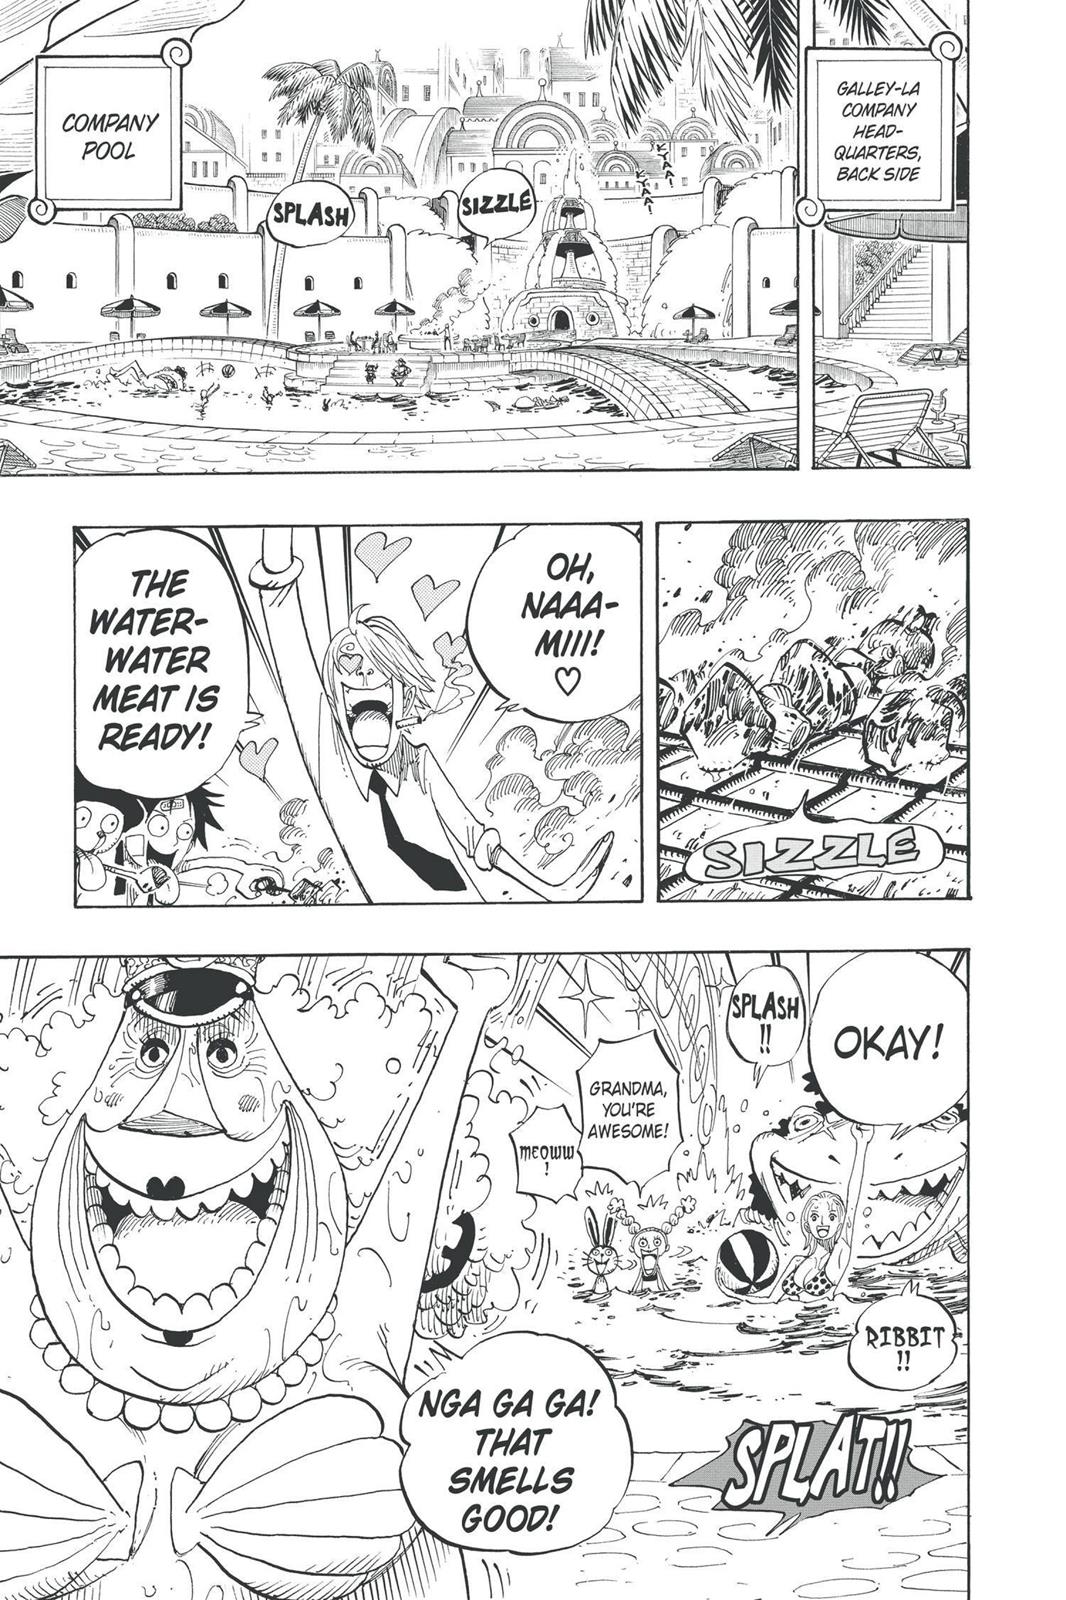 GALLEY-LA
COMPANY
HEAD-
QUARTERS,
BACK SIDE
COMPANY
POOL
KYAA!
KYAA!
SIZZLE
SPLASH
SIZZLE
OH,
NAAA-
MIII!
♡
THE
WATER-
WATER
MEAT IS
READY!
OKAY!
SPLASH
!!
GRANDMA,
YOU'RE
AWESOME!
MEOWW
!
RIBBIT
!!
SPLAT!!
NGA GA GA!
THAT
SMELLS
GOOD!